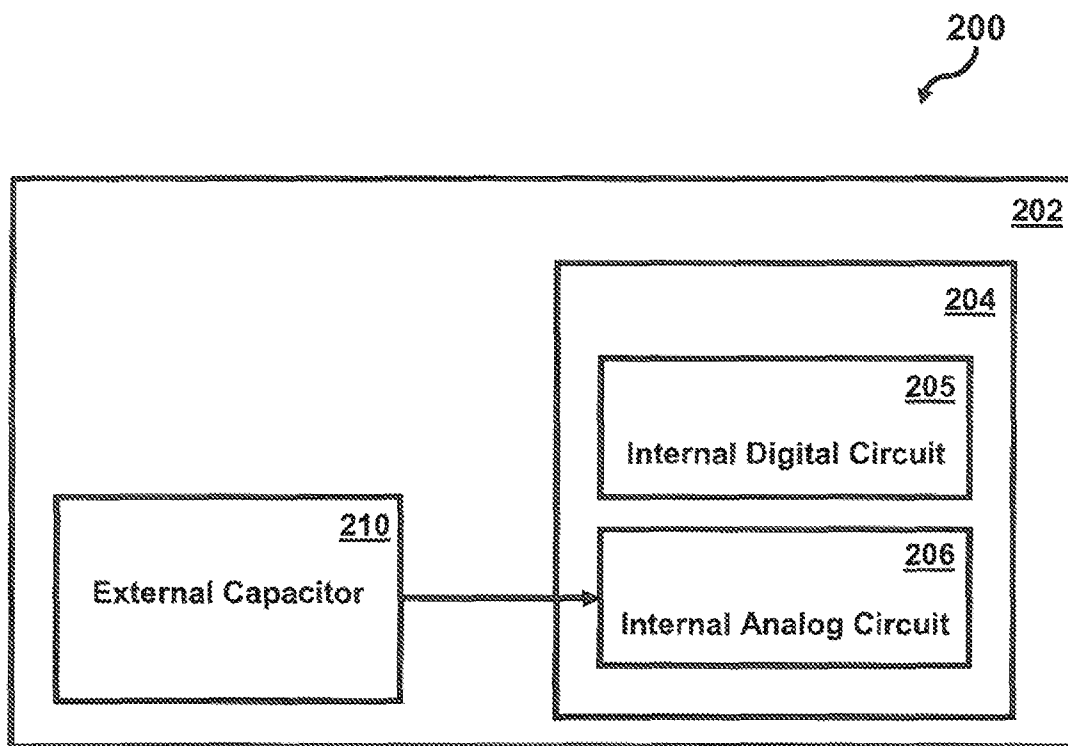 200
202
204
205
Internal Digital Circuit
210
External Capacitor
206
Internal Analog Circuit